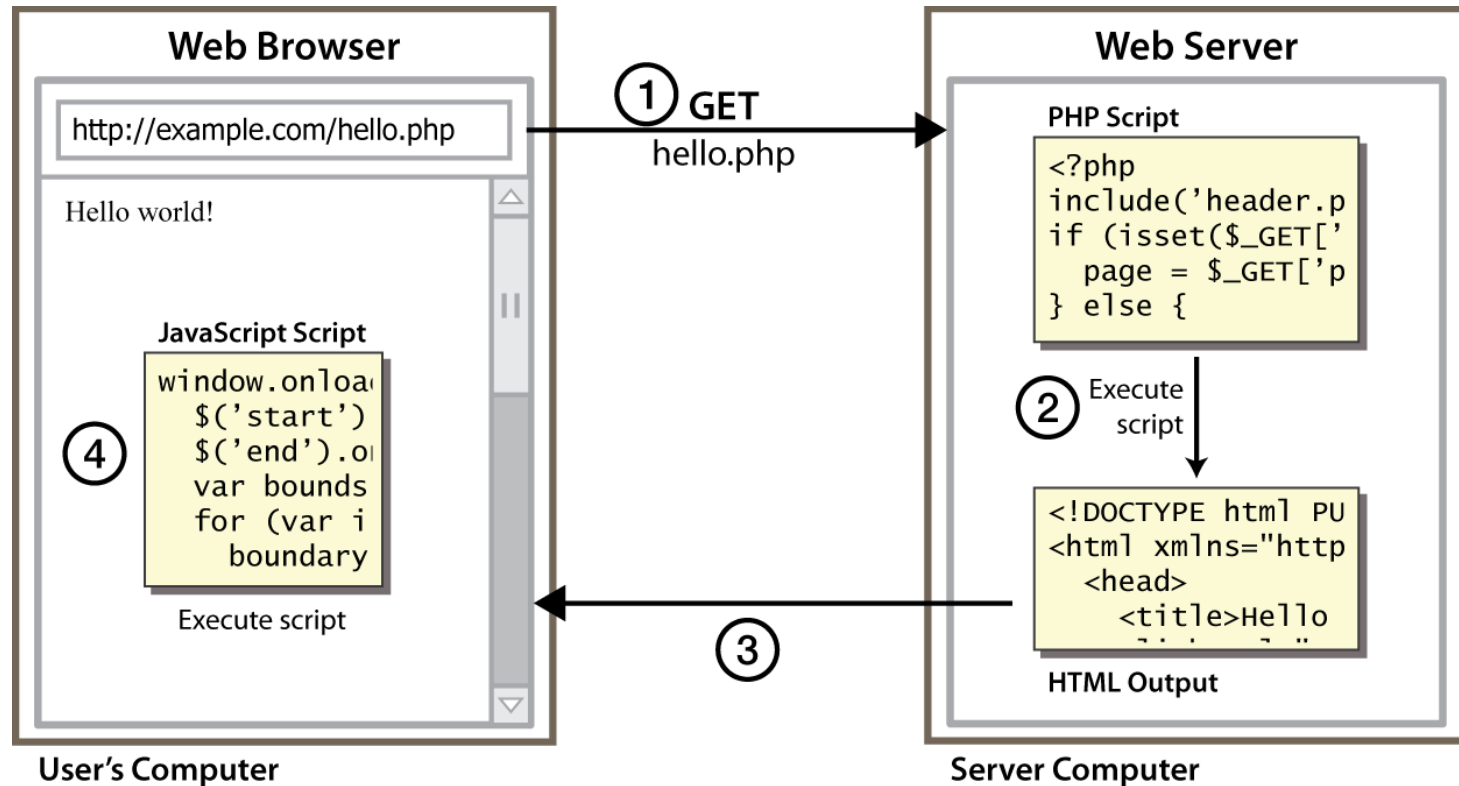 Web Browser
http://example.com/hello.php
Hello world!
JavaScript Script
window.onloa
$('start')
$('end').o
var bounds
for (var i
boundary
4
Execute script
User's Computer
1 GET
hello.php
3
Web Server
PHP Script
<?php
include('header.p
if (isset($_GET['
page = $_GET['p
} else {
2
Execute
script
<!DOCTYPE html PU
<html xmlns="http
<head>
<title>Hello
HTML Output
Server Computer